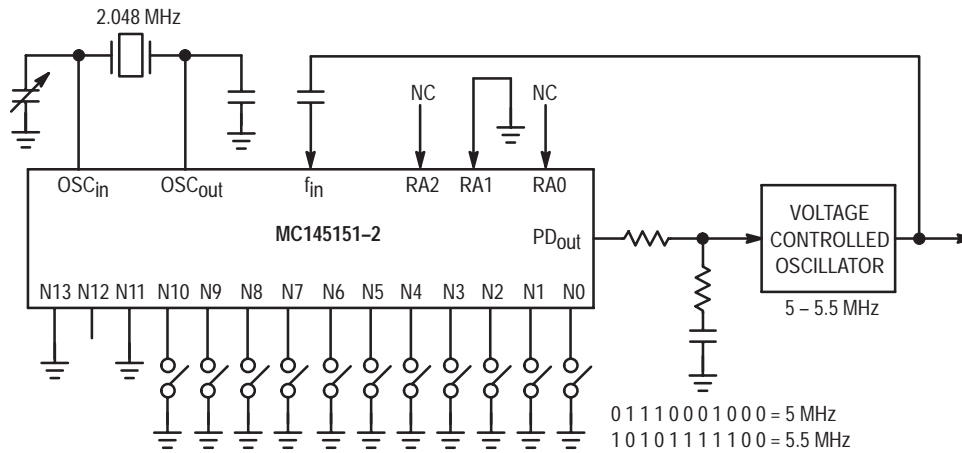 2.048 MHz
NC NC
OSCin OSCout fin RA2 RA1 RA0
MC145151–2
PDout
VOLTAGE
CONTROLLED
OSCILLATOR
N13 N12 N11 N10 N9 N8 N7 N6 N5 N4 N3 N2 N1 N0
5 – 5.5 MHz
0 1 1 1 0 0 0 1 0 0 0 = 5 MHz
1 0 1 0 1 1 1 1 1 0 0 = 5.5 MHz